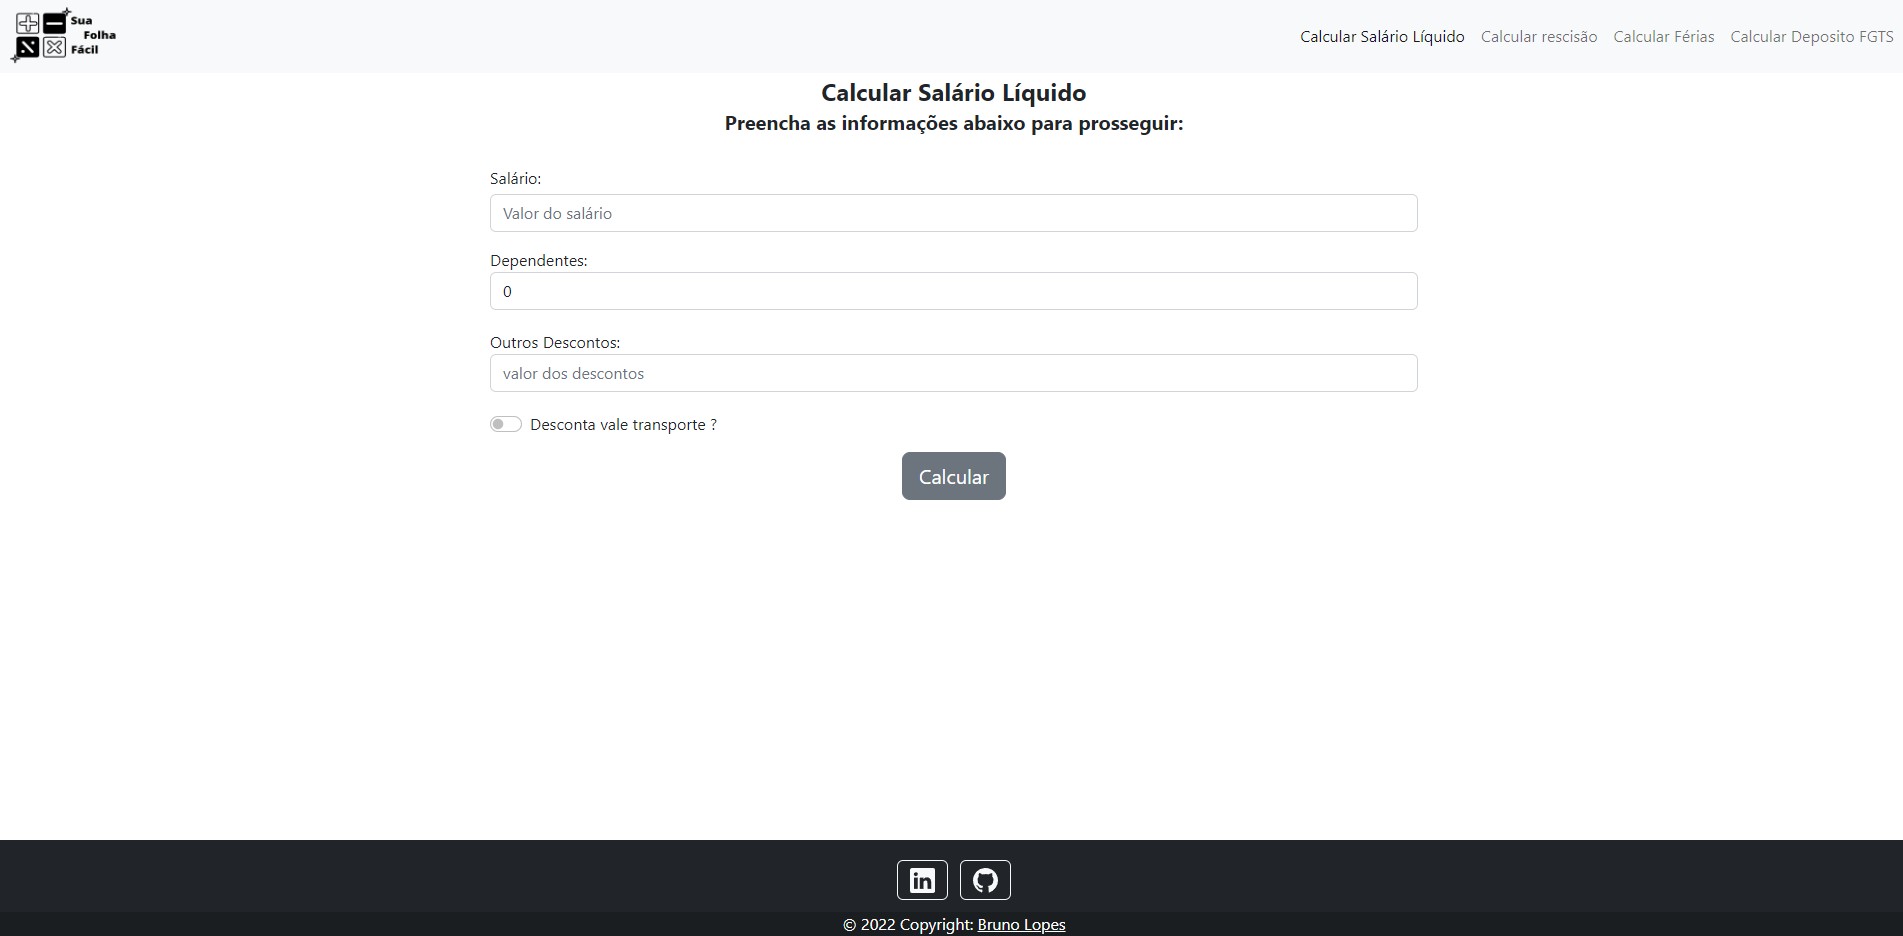 Sua
Folha
Fácil
Calcular Salário Líquido Calcular rescisão Calcular Férias Calcular Deposito FGTS
Calcular Salário Líquido
Preencha as informações abaixo para prosseguir:
Salário:
Valor do salário
Dependentes:
0
Outros Descontos:
valor dos descontos
Desconta vale transporte ?
Calcular
in
© 2022 Copyright: Bruno Lopes